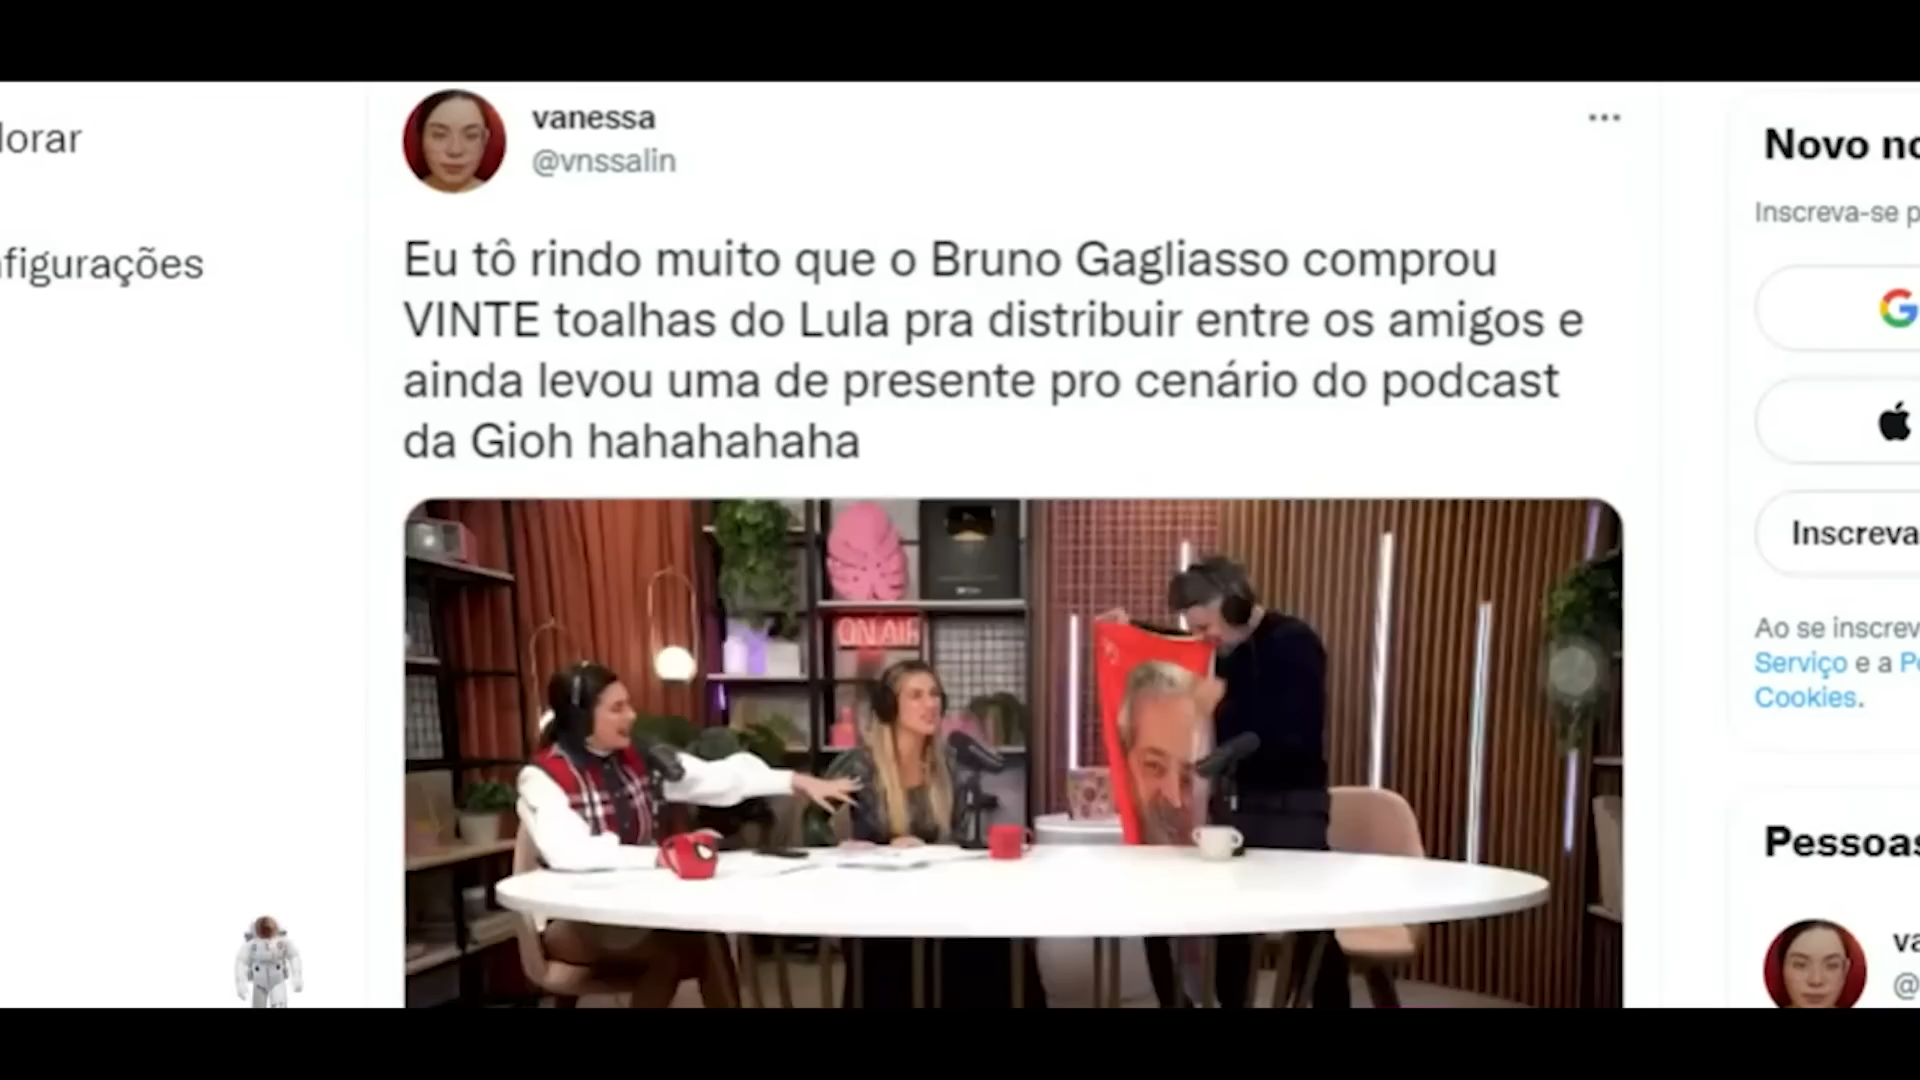 lorar
figurações
vanessa
@vnssalin
Eu tô rindo muito que o Bruno Gagliasso comprou
VINTE toalhas do Lula pra distribuir entre os amigos e
ainda levou uma de presente pro cenário do podcast
da Gioh hahahahaha
ON AIR
Novo no
Inscreva-se p
Inscreva
Ao se inscrev
Serviço e a Po
Cookies.
Pessoas
va
@